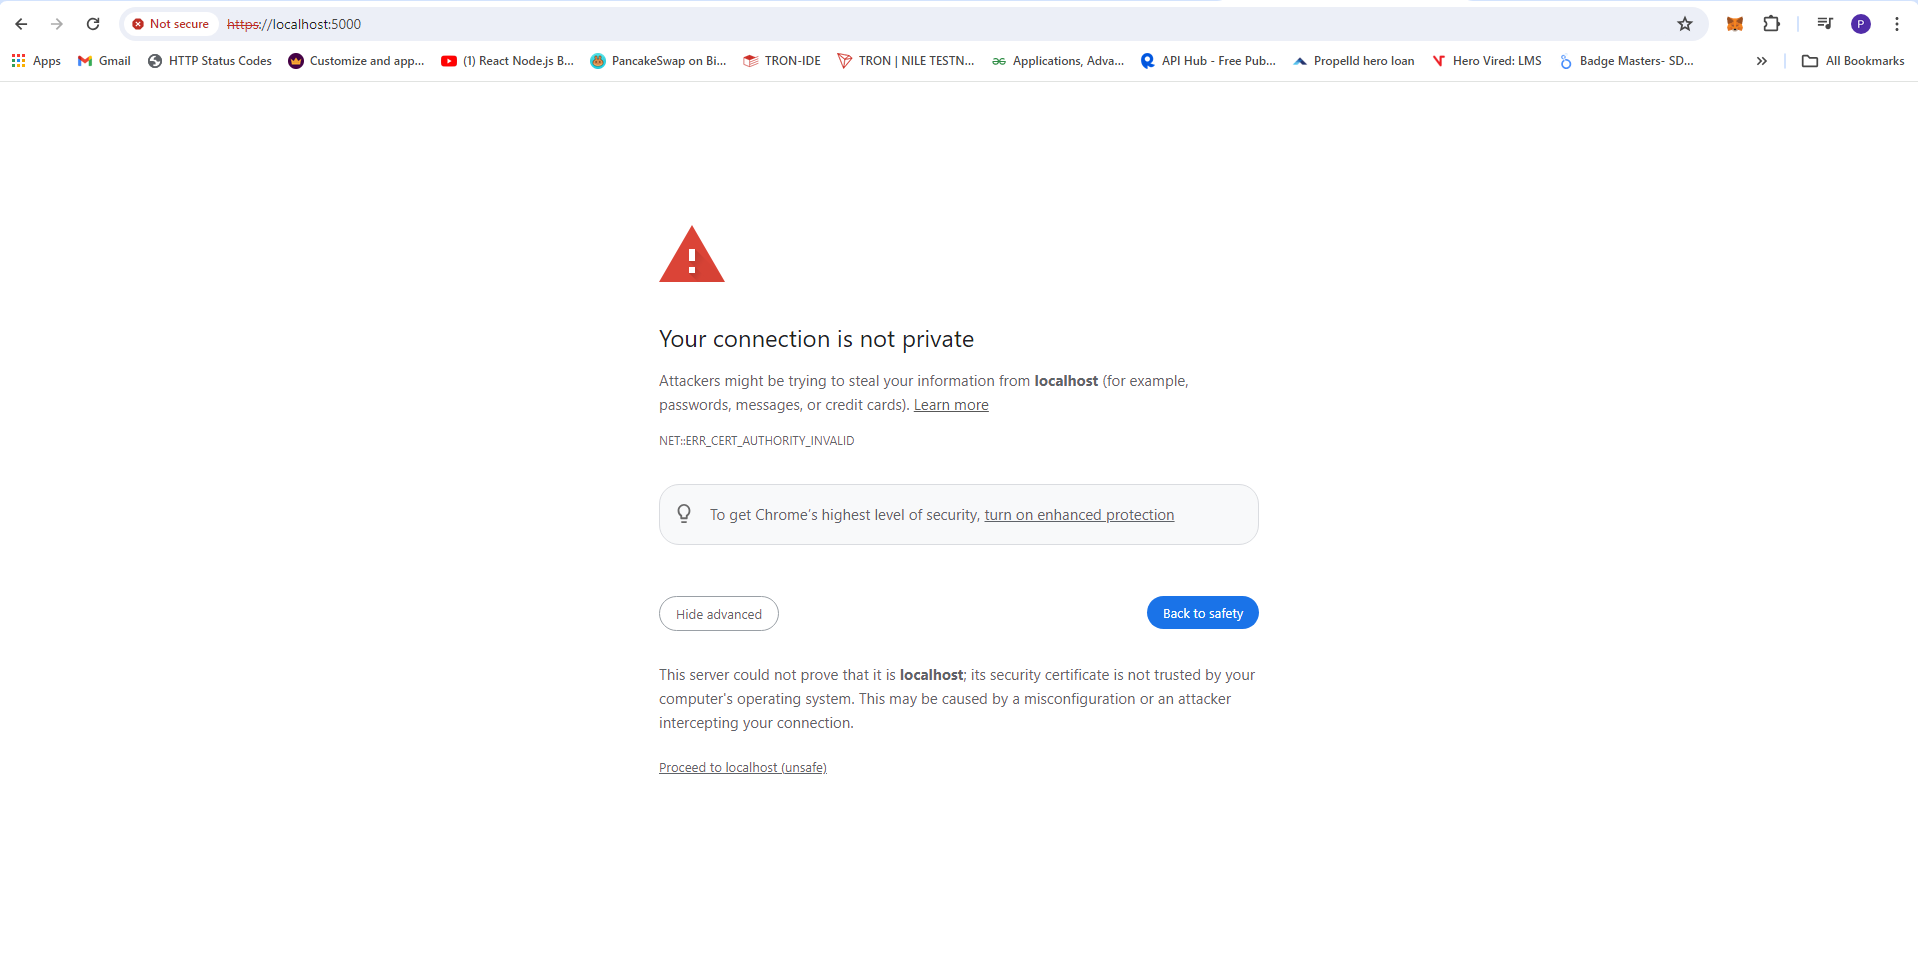 Not secure https://localhost:5000 P
Apps Gmail HTTP Status Codes Customize and app... (1) React Node.js B... PancakeSwap on Bi... TRON-IDE TRON | NILE TESTN... Applications, Adva... API Hub - Free Pub... Propelld hero loan Hero Vired: LMS Badge Masters- SD... » All Bookmarks
Your connection is not private
Attackers might be trying to steal your information from localhost (for example,
passwords, messages, or credit cards). Learn more
NET::ERR_CERT_AUTHORITY_INVALID
To get Chrome's highest level of security, turn on enhanced protection
Hide advanced Back to safety
This server could not prove that it is localhost; its security certificate is not trusted by your
computer's operating system. This may be caused by a misconfiguration or an attacker
intercepting your connection.
Proceed to localhost (unsafe)